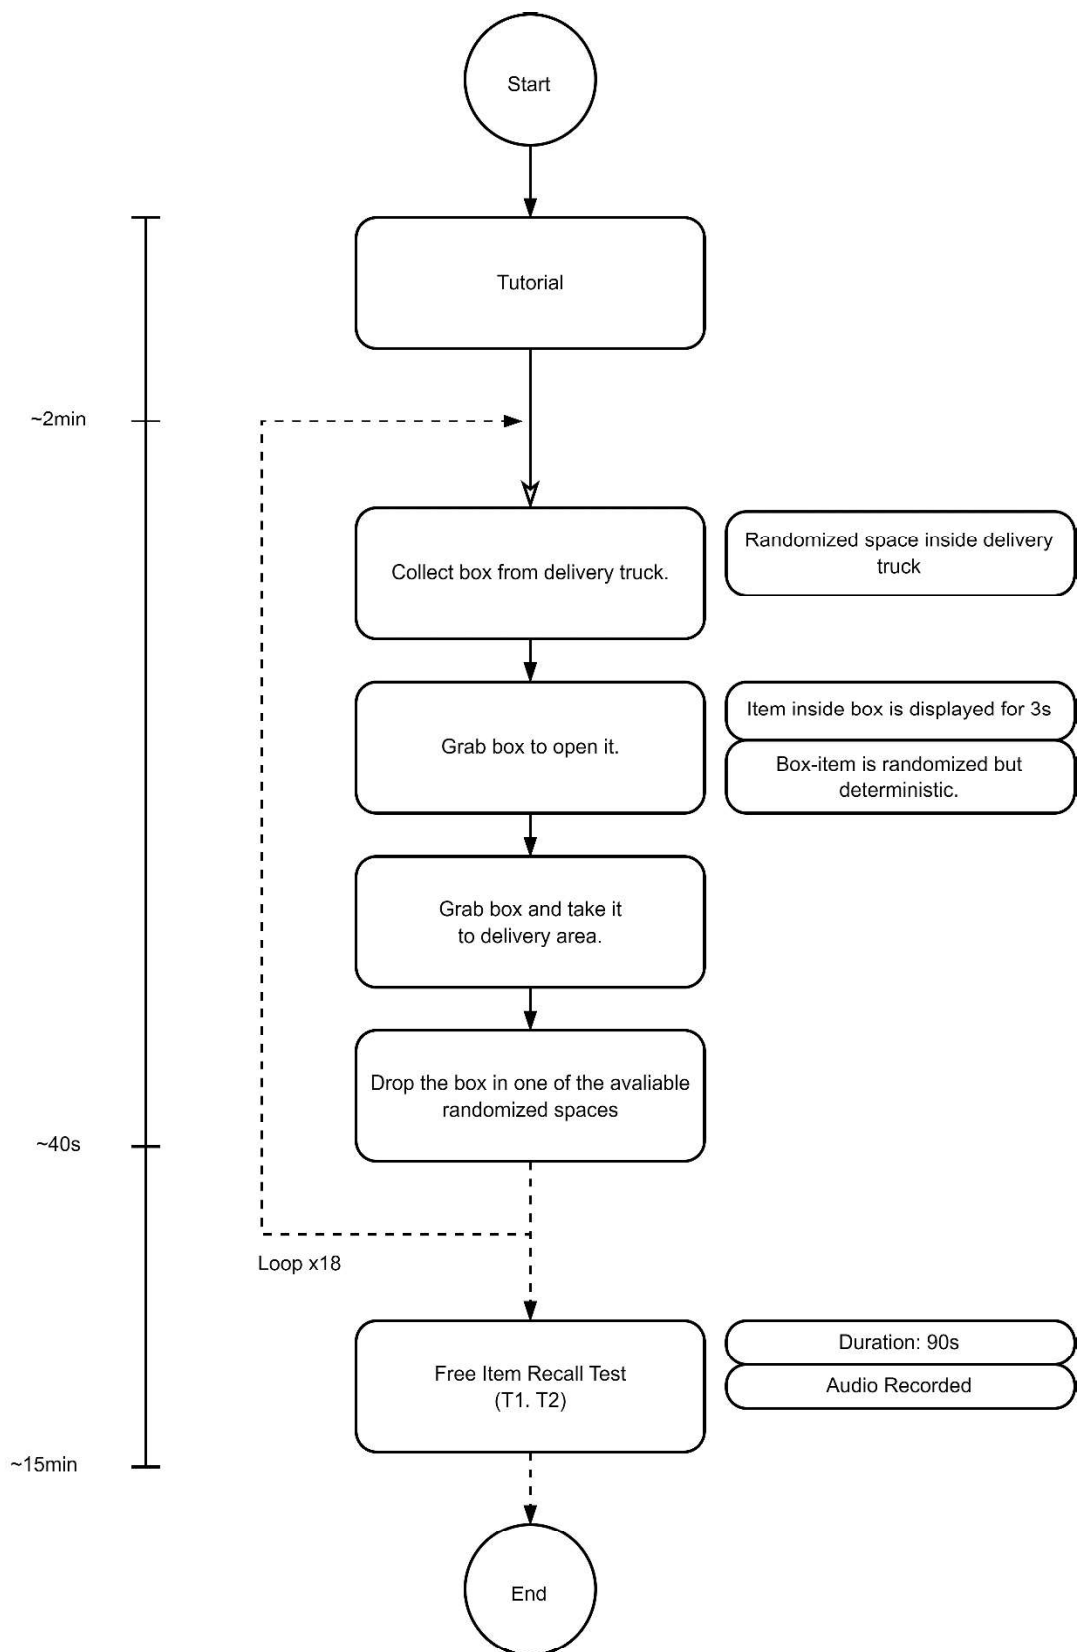 Start
Tutorial
~2min
Collect box from delivery truck.
Randomized space inside delivery
truck
Grab box to open it.
Item inside box is displayed for 3s
Box-item is randomized but
deterministic.
Grab box and take it
to delivery area.
Drop the box in one of the avaliable
randomized spaces
~40s
Loop x18
Free Item Recall Test
(T1. T2)
Duration: 90s
Audio Recorded
~15min
End